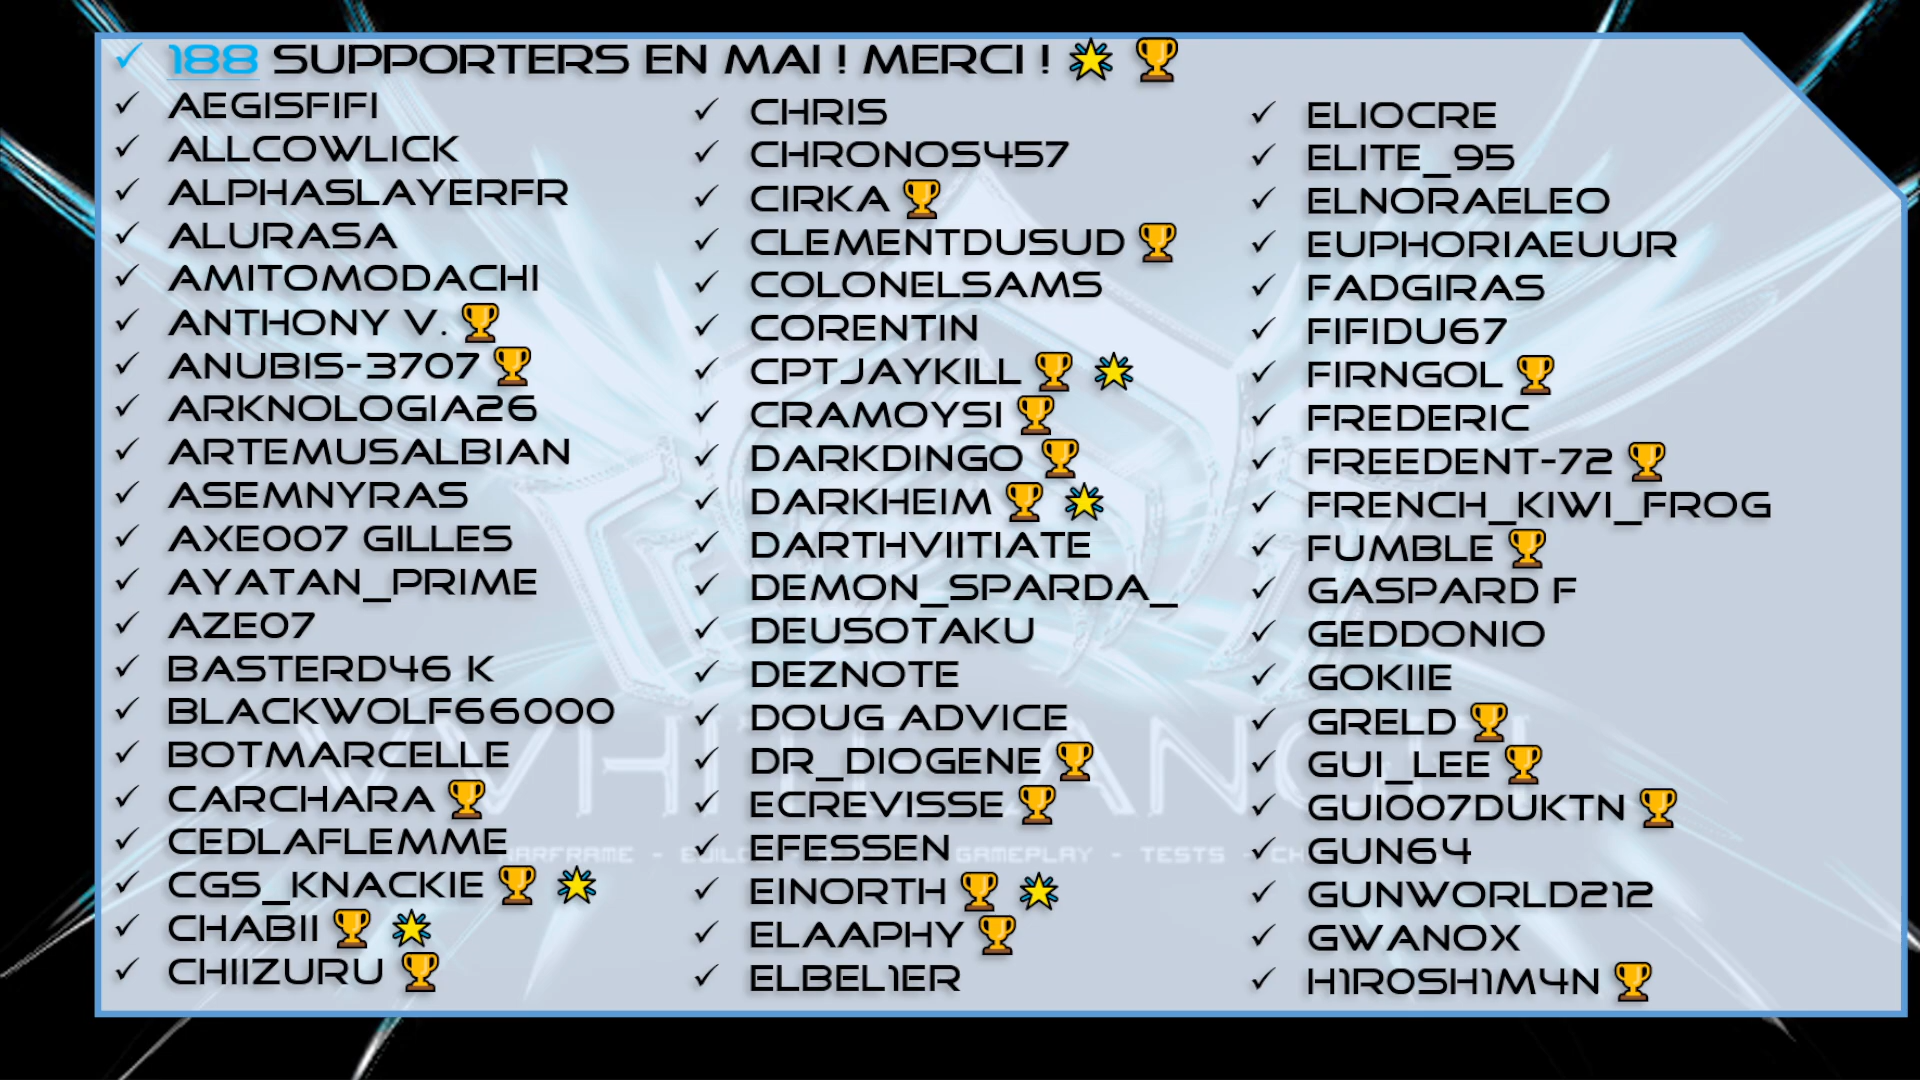 ✓ 188 SUPPORTERS EN MAI ! MERCI ! 🌟 🏆
✓ AEGISFIFI
✓ ALLCOWLICK
✓ ALPHASLAYERFR
✓ ALURASA
✓ AMITOMODACHI
✓ ANTHONY V. 🏆
✓ ANUBIS-3707 🏆
✓ ARKNOLOGIA26
✓ ARTEMUSALBIAN
✓ ASEMNYRAS
✓ AXE007 GILLES
✓ AYATAN_PRIME
✓ AZE07
✓ BASTERD46 K
✓ BLACKWOLF66000
✓ BOTMARCELLE
✓ CARCHARA 🏆
✓ CEDLAFLEMME
✓ CGS_KNACKIE 🏆 🌟
✓ CHABII 🏆 🌟
✓ CHIIZURU 🏆
✓ CHRIS
✓ CHRONOS457
✓ CIRKA 🏆
✓ CLEMENTDUSUD 🏆
✓ COLONELSAMS
✓ CORENTIN
✓ CPTJAYKILL 🏆 🌟
✓ CRAMOYSI 🏆
✓ DARKDINGO 🏆
✓ DARKHEIM 🏆 🌟
✓ DARTHVIITIATE
✓ DEMON_SPARDA_
✓ DEUSOTAKU
✓ DEZNOTE
✓ DOUG ADVICE
✓ DR_DIOGENE 🏆
✓ ECREVISSE 🏆
✓ EFESSEN
✓ EINORTH 🏆 🌟
✓ ELAAPHY 🏆
✓ ELBEL1ER
✓ ELIOCRE
✓ ELITE_95
✓ ELNORAELEO
✓ EUPHORIAEUUR
✓ FADGIRAS
✓ FIFIDU67
✓ FIRNGOL 🏆
✓ FREDERIC
✓ FREEDENT-72 🏆
✓ FRENCH_KIWI_FROG
✓ FUMBLE 🏆
✓ GASPARD F
✓ GEDDONIO
✓ GOKIIE
✓ GRELD 🏆
✓ GUI_LEE 🏆
✓ GUI007DUKTN 🏆
✓ GUN64
✓ GUNWORLD212
✓ GWANOX
✓ H1ROSH1M4N 🏆
WARFRAME - GAMEPLAY - TESTS -